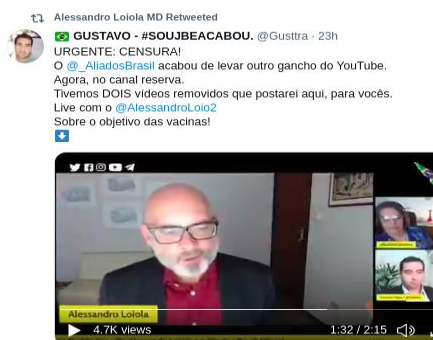 Alessandro Loiola MD Retweeted
GUSTAVO - #SOUJBEACABOU. @Gusttra · 23h
URGENTE: CENSURA!
O @_AliadosBrasil acabou de levar outro gancho do YouTube.
Agora, no canal reserva.
Tivemos DOIS vídeos removidos que postarei aqui, para vocês.
Live com o @AlessandroLoio2
Sobre o objetivo das vacinas!
Alessandro Loiola
4.7K views
1:32 / 2:15